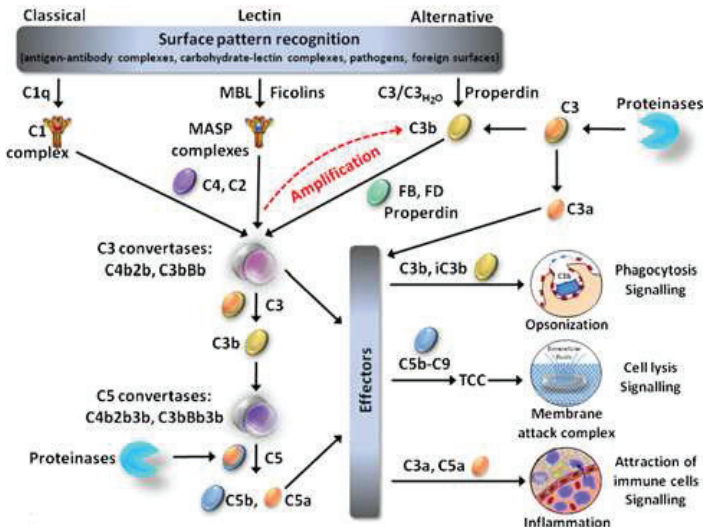 Classical Lectin Alternative
Surface pattern recognition
(antigen-antibody complexes, carbohydrate-lectin complexes, pathogens, foreign surfaces)
C1q MBL Ficolins C3/C3H2O Properdin
C3
Proteinases
C1
complex
MASP
complexes
C3b
Amplification
C4, C2
FB, FD
Properdin
C3a
C3 convertases:
C4b2b, C3bBb
C3
C3b
C5 convertases:
C4b2b3b, C3bBb3b
Proteinases
C5
C5b, C5a
Effectors
C3b, iC3b
C3b
Opsonization
Phagocytosis
Signalling
C5b-C9
TCC
Membrane
attack complex
Cell lysis
Signalling
C3a, C5a
Inflammation
Attraction of
immune cells
Signalling